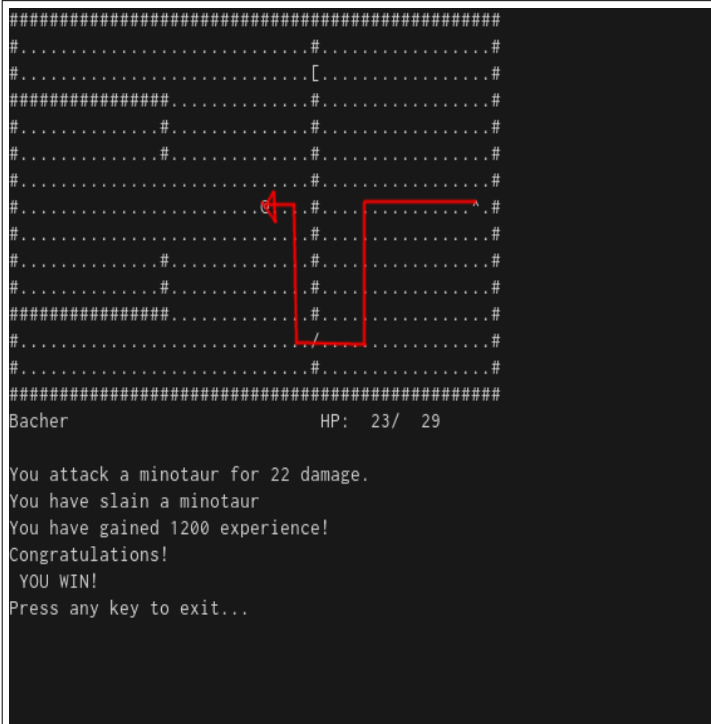 #################################################
#.............................#.................#
#.............................[.................#
################..............#.................#
#..............#..............#.................#
#..............#..............#.................#
#.............................#.................#
#........................@....#...............^.#
#.............................#.................#
#..............#..............#.................#
#..............#..............#.................#
################..............#.................#
#............................./.................#
#.............................#.................#
#################################################
Bacher                         HP:  23/  29
You attack a minotaur for 22 damage.
You have slain a minotaur
You have gained 1200 experience!
Congratulations!
 YOU WIN!
Press any key to exit...